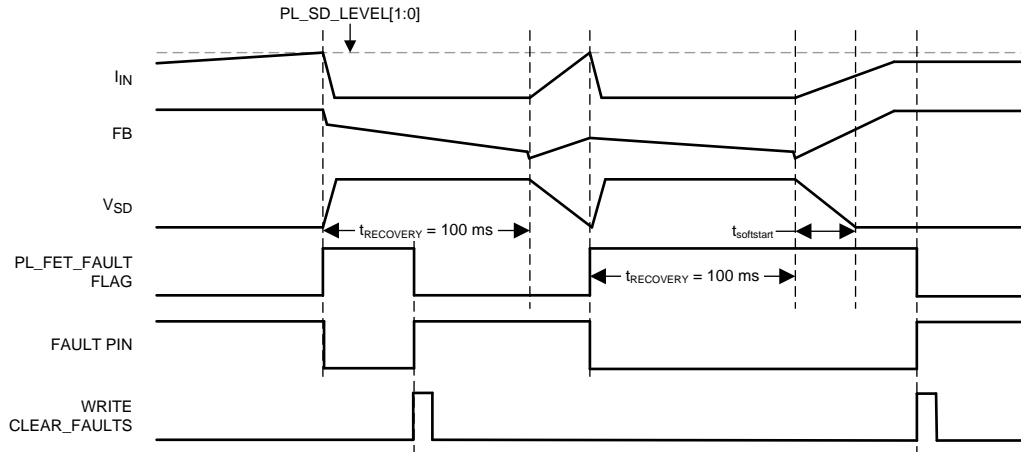 PL_SD_LEVEL[1:0]
IIN
FB
VSD
tRECOVERY = 100 ms
tsoftstart
PL_FET_FAULT
FLAG
tRECOVERY = 100 ms
FAULT PIN
WRITE
CLEAR_FAULTS